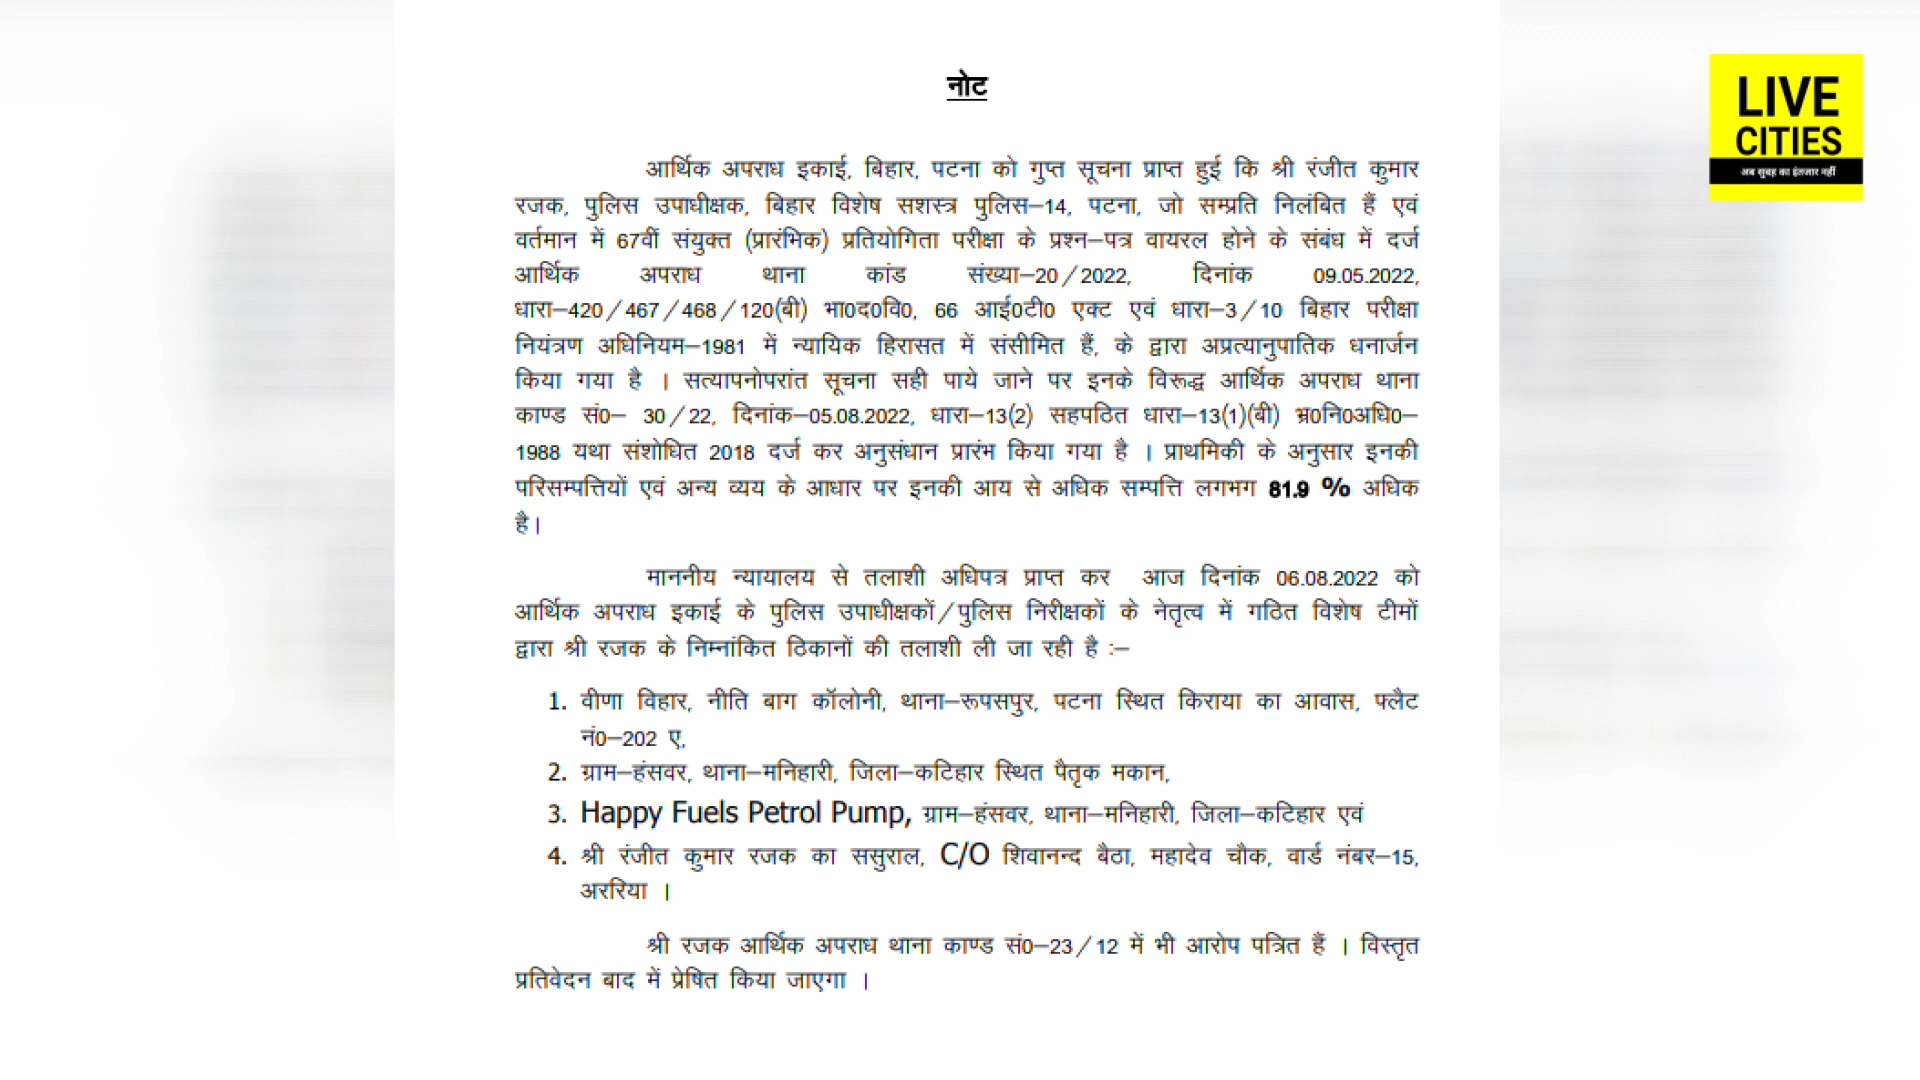 नोट
LIVE
CITIES
अब सुबह का इंतजार नहीं
आर्थिक अपराध इकाई, बिहार, पटना को गुप्त सूचना प्राप्त हुई कि श्री रंजीत कुमार
रजक, पुलिस उपाधीक्षक, बिहार विशेष सशस्त्र पुलिस–14, पटना, जो सम्प्रति निलंबित हैं एवं
वर्तमान में 67वीं संयुक्त (प्रारंभिक) प्रतियोगिता परीक्षा के प्रश्न–पत्र वायरल होने के संबंध में दर्ज
आर्थिक अपराध थाना कांड संख्या–20/2022, दिनांक 09.05.2022,
धारा–420/467/468/120(बी) भा0द0वि0, 66 आई0टी0 एक्ट एवं धारा–3/10 बिहार परीक्षा
नियंत्रण अधिनियम–1981 में न्यायिक हिरासत में संसीमित हैं, के द्वारा अप्रत्यानुपातिक धनार्जन
किया गया है । सत्यापनोपरांत सूचना सही पाये जाने पर इनके विरूद्ध आर्थिक अपराध थाना
काण्ड सं0– 30/22, दिनांक–05.08.2022, धारा–13(2) सहपठित धारा–13(1)(बी) भ्र0नि0अधि0–
1988 यथा संशोधित 2018 दर्ज कर अनुसंधान प्रारंभ किया गया है । प्राथमिकी के अनुसार इनकी
परिसम्पत्तियों एवं अन्य व्यय के आधार पर इनकी आय से अधिक सम्पत्ति लगभग 81.9 % अधिक
है।
माननीय न्यायालय से तलाशी अधिपत्र प्राप्त कर आज दिनांक 06.08.2022 को
आर्थिक अपराध इकाई के पुलिस उपाधीक्षकों/पुलिस निरीक्षकों के नेतृत्व में गठित विशेष टीमों
द्वारा श्री रजक के निम्नांकित ठिकानों की तलाशी ली जा रही है :–
1. वीणा विहार, नीति बाग कॉलोनी, थाना–रूपसपुर, पटना स्थित किराया का आवास, फ्लैट
नं0–202 ए,
2. ग्राम–हंसवर, थाना–मनिहारी, जिला–कटिहार स्थित पैतृक मकान,
3. Happy Fuels Petrol Pump, ग्राम–हंसवर, थाना–मनिहारी, जिला–कटिहार एवं
4. श्री रंजीत कुमार रजक का ससुराल, C/O शिवानन्द बैठा, महादेव चौक, वार्ड नंबर–15,
अररिया ।
श्री रजक आर्थिक अपराध थाना काण्ड सं0–23/12 में भी आरोप पत्रित हैं । विस्तृत
प्रतिवेदन बाद में प्रेषित किया जाएगा ।